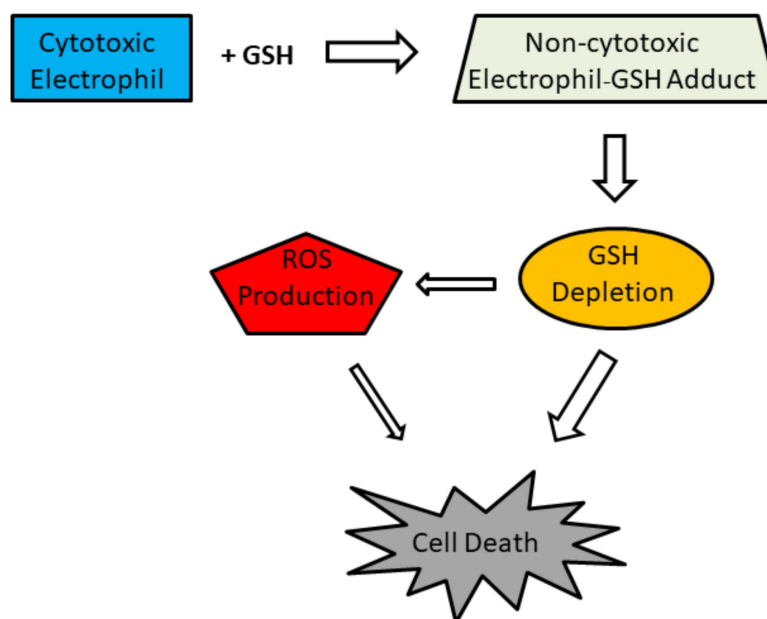 Cytotoxic
Electrophil
+ GSH
Non-cytotoxic
Electrophil-GSH Adduct
ROS
Production
GSH
Depletion
Cell Death